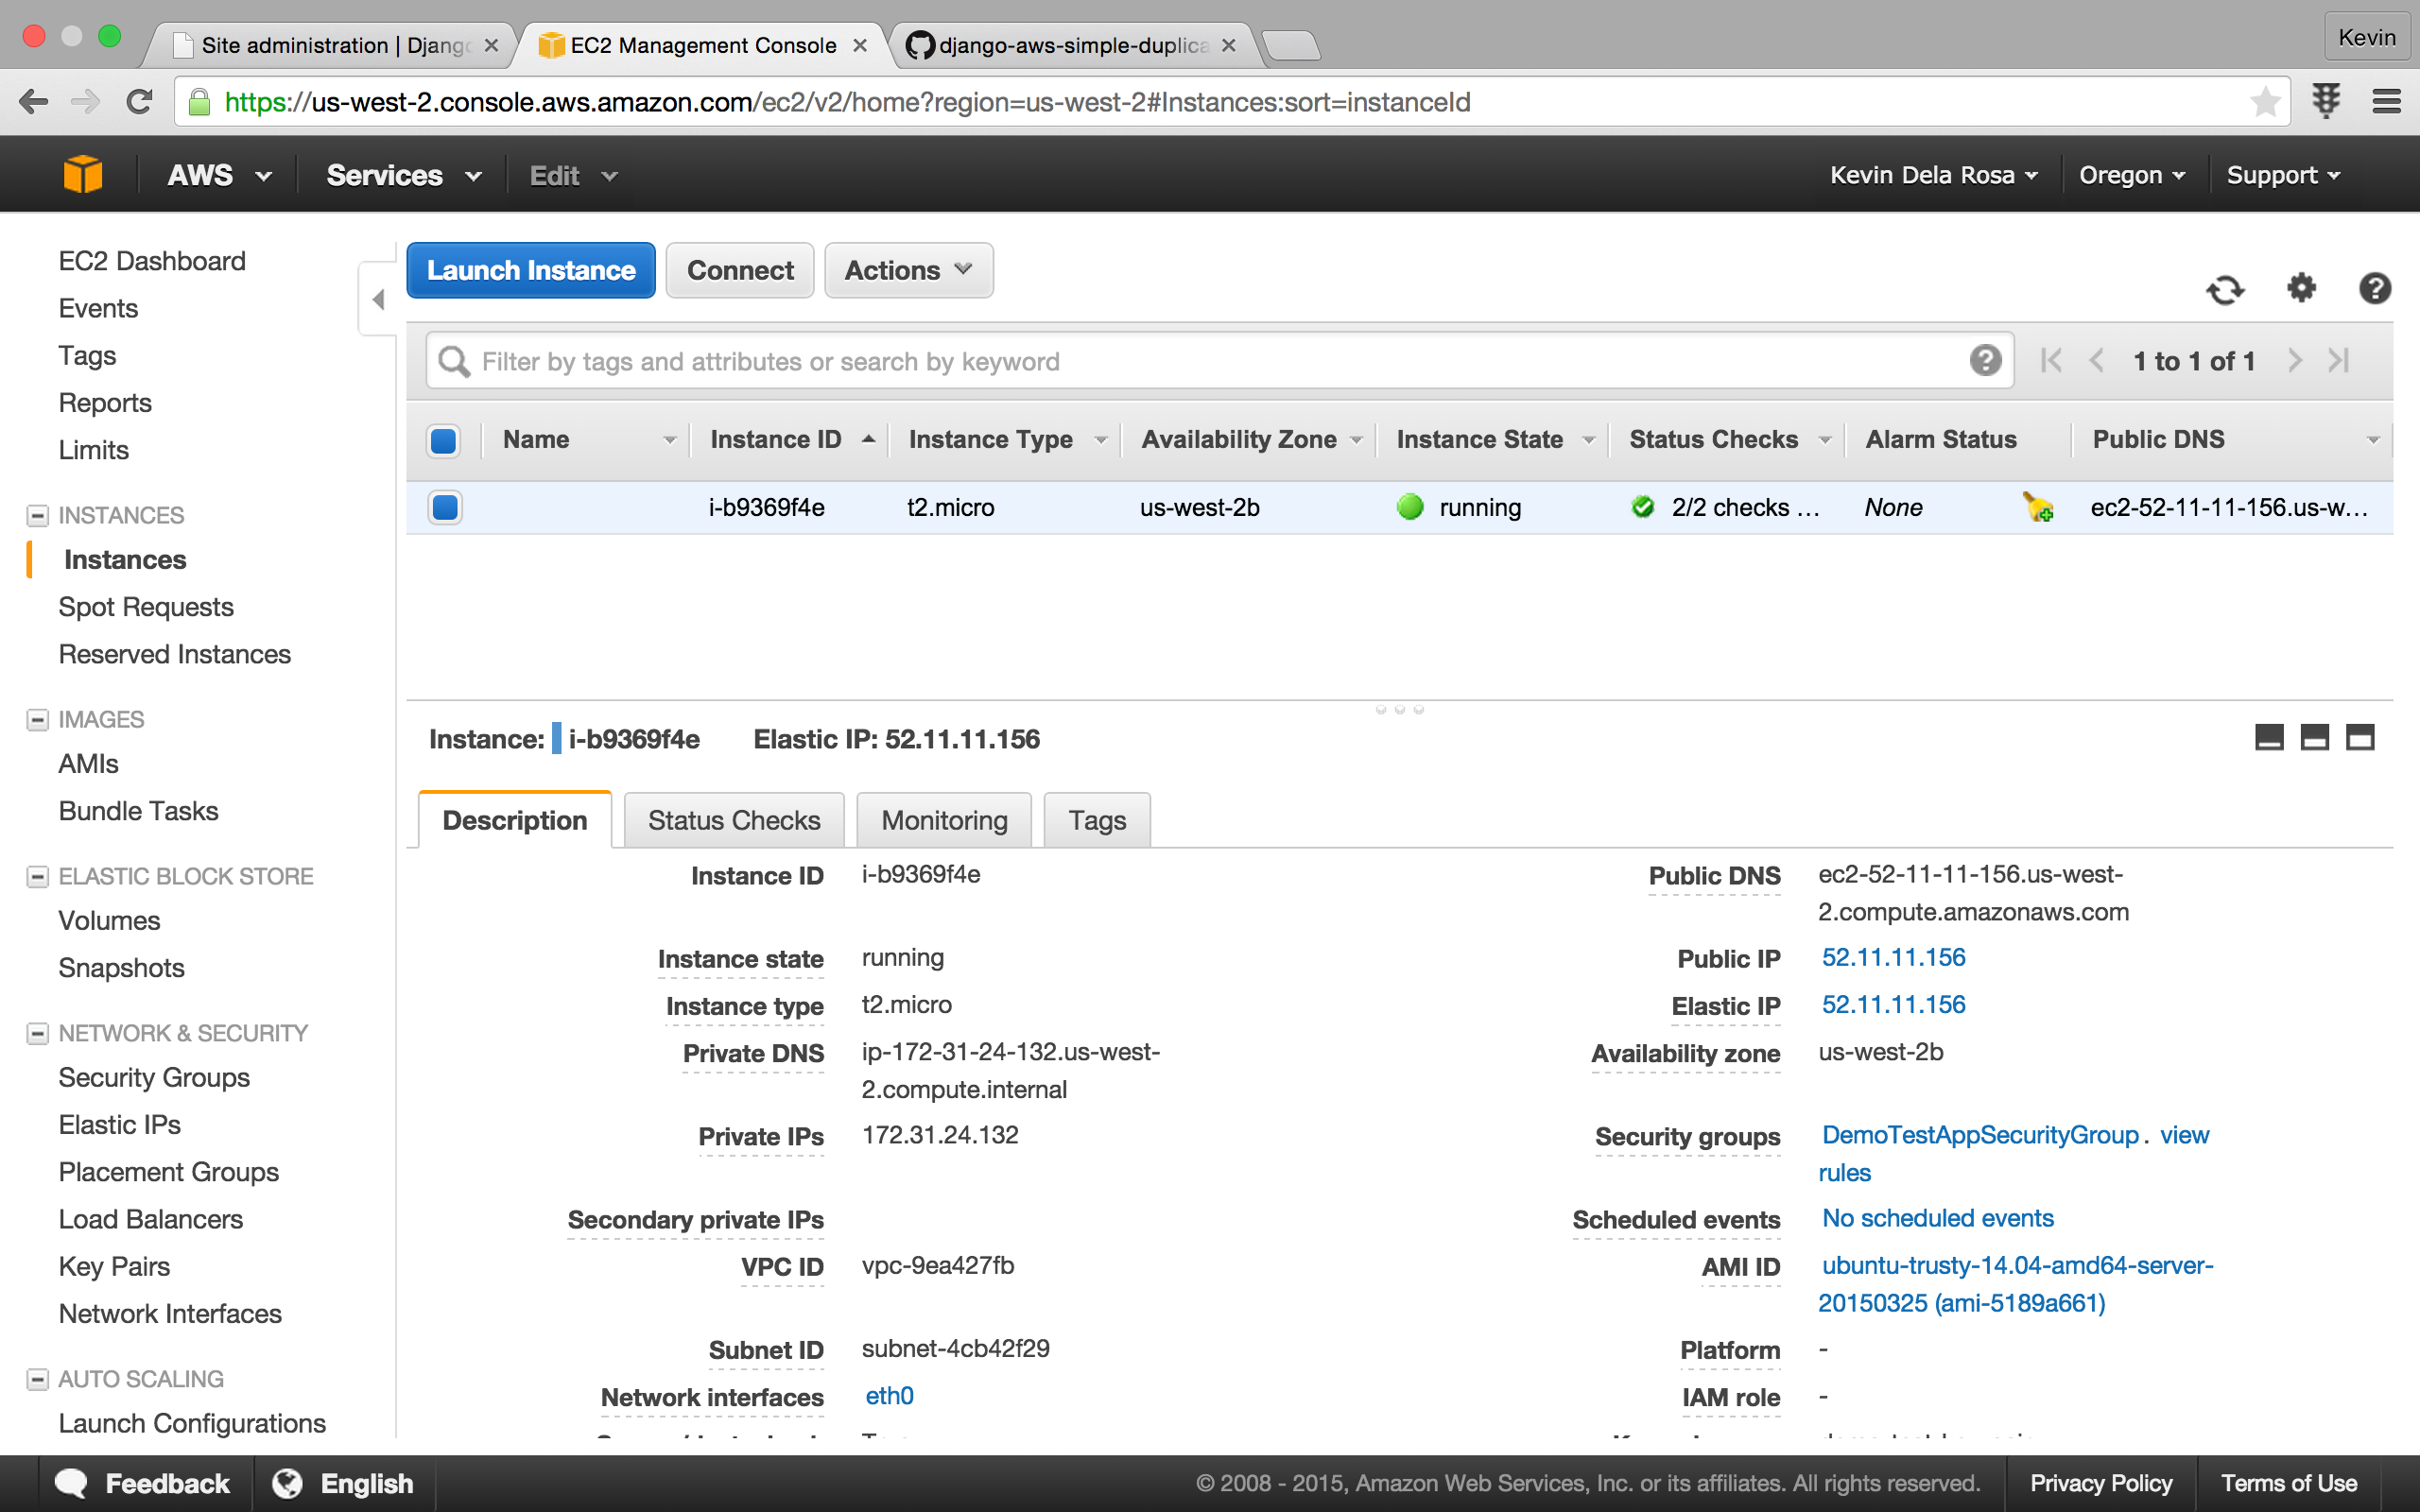 Site administration | Django
EC2 Management Console
django-aws-simple-duplica
Kevin
https://us-west-2.console.aws.amazon.com/ec2/v2/home?region=us-west-2#Instances:sort=instanceId
AWS Services Edit Kevin Dela Rosa Oregon Support
EC2 Dashboard
Events
Tags
Reports
Limits
INSTANCES
Instances
Spot Requests
Reserved Instances
IMAGES
AMIs
Bundle Tasks
ELASTIC BLOCK STORE
Volumes
Snapshots
NETWORK & SECURITY
Security Groups
Elastic IPs
Placement Groups
Load Balancers
Key Pairs
Network Interfaces
AUTO SCALING
Launch Configurations
Launch Instance Connect Actions
Filter by tags and attributes or search by keyword
1 to 1 of 1
Name Instance ID Instance Type Availability Zone Instance State Status Checks Alarm Status Public DNS
i-b9369f4e t2.micro us-west-2b running 2/2 checks … None ec2-52-11-11-156.us-w…
Instance: i-b9369f4e Elastic IP: 52.11.11.156
Description Status Checks Monitoring Tags
Instance ID i-b9369f4e
Instance state running
Instance type t2.micro
Private DNS ip-172-31-24-132.us-west-
2.compute.internal
Private IPs 172.31.24.132
Secondary private IPs
VPC ID vpc-9ea427fb
Subnet ID subnet-4cb42f29
Network interfaces eth0
Public DNS ec2-52-11-11-156.us-west-
2.compute.amazonaws.com
Public IP 52.11.11.156
Elastic IP 52.11.11.156
Availability zone us-west-2b
Security groups DemoTestAppSecurityGroup. view
rules
Scheduled events No scheduled events
AMI ID ubuntu-trusty-14.04-amd64-server-
20150325 (ami-5189a661)
Platform -
IAM role -
Feedback English
© 2008 - 2015, Amazon Web Services, Inc. or its affiliates. All rights reserved. Privacy Policy Terms of Use